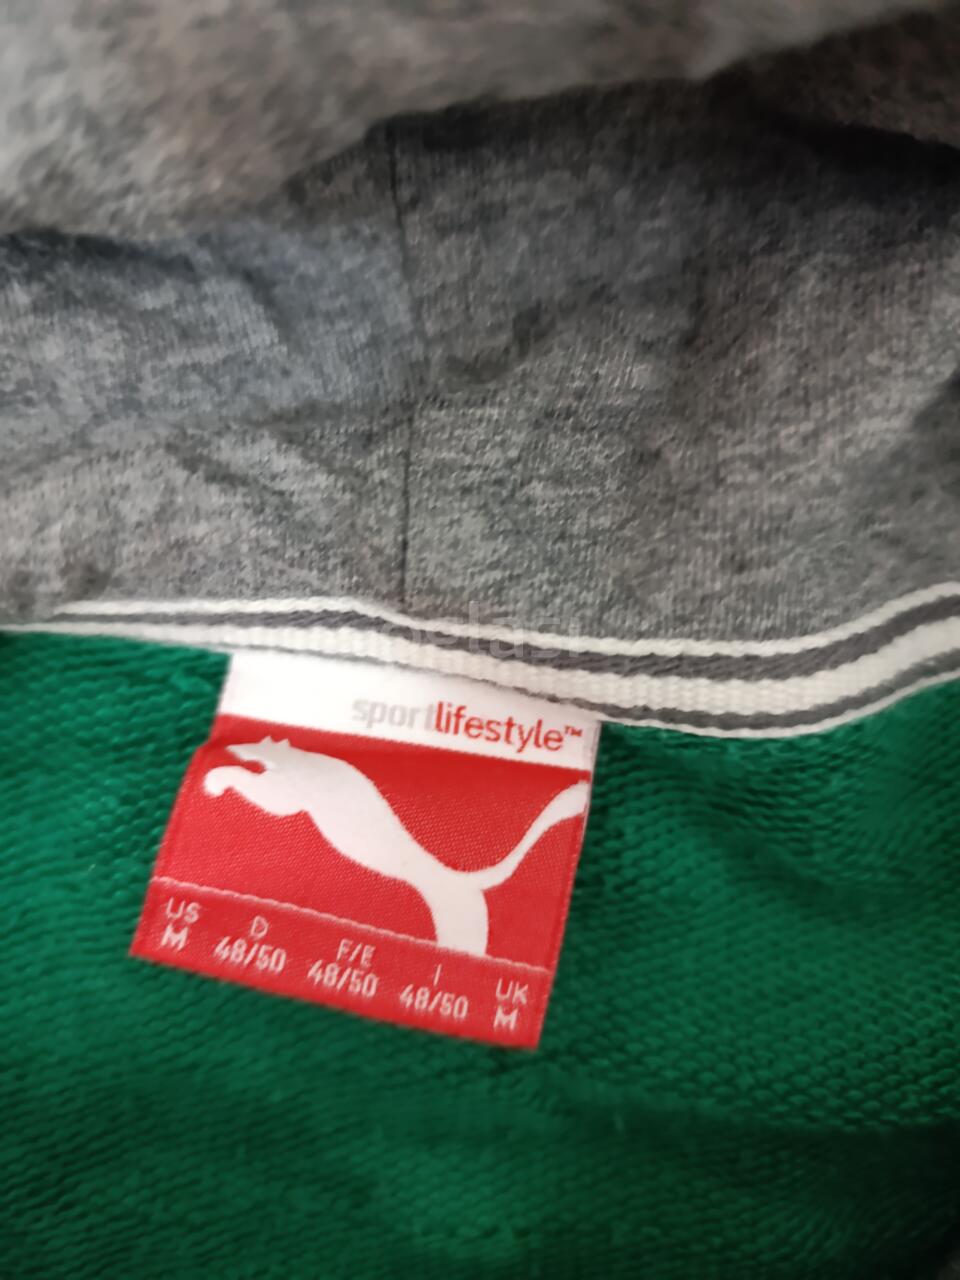 sportlifestyle™
US D F/E I UK
M 48/50 48/50 48/50 M